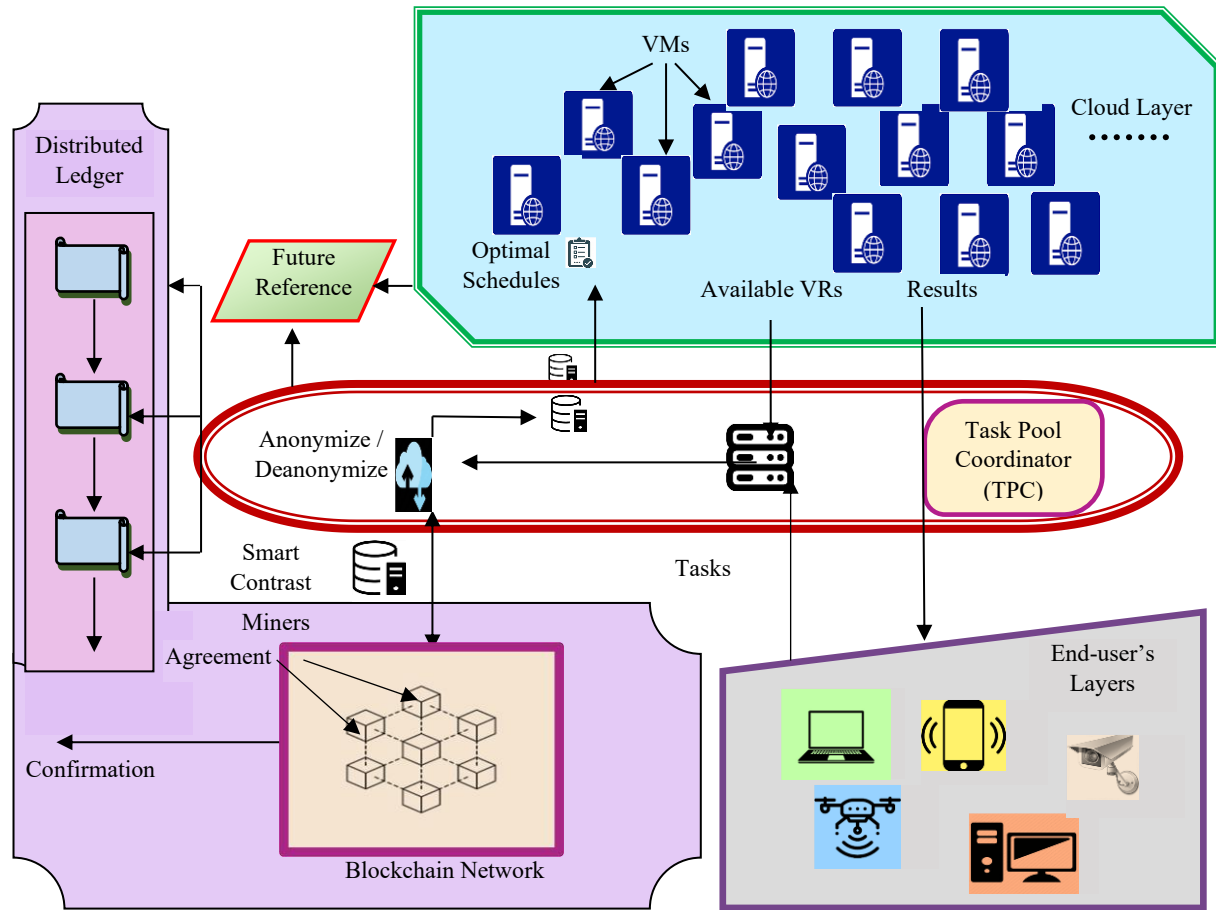 VMs
Cloud Layer
.......
Distributed
Ledger
Future
Reference
Optimal
Schedules
Available VRs
Results
Anonymize /
Deanonymize
Task Pool
Coordinator
(TPC)
Smart
Contrast
Tasks
Miners
Agreement
End-user's
Layers
Confirmation
Blockchain Network